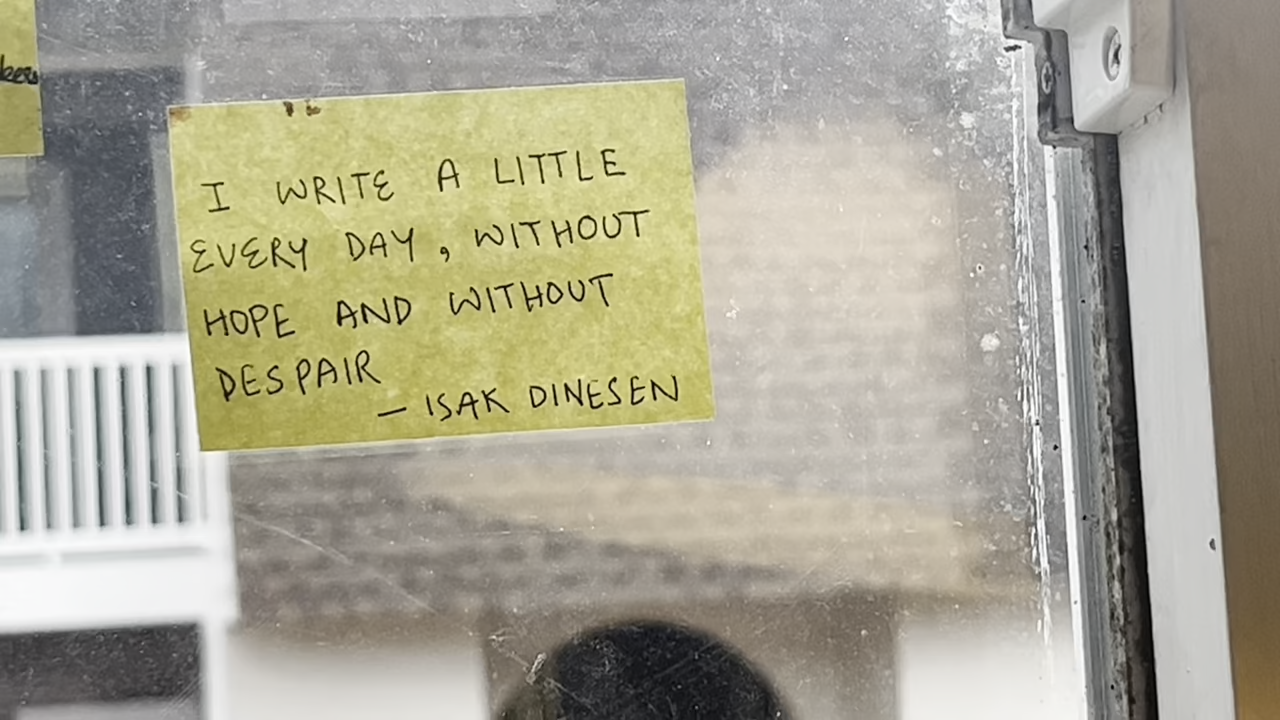 I WRITE A LITTLE
EVERY DAY, WITHOUT
HOPE AND WITHOUT
DESPAIR
— ISAK DINESEN